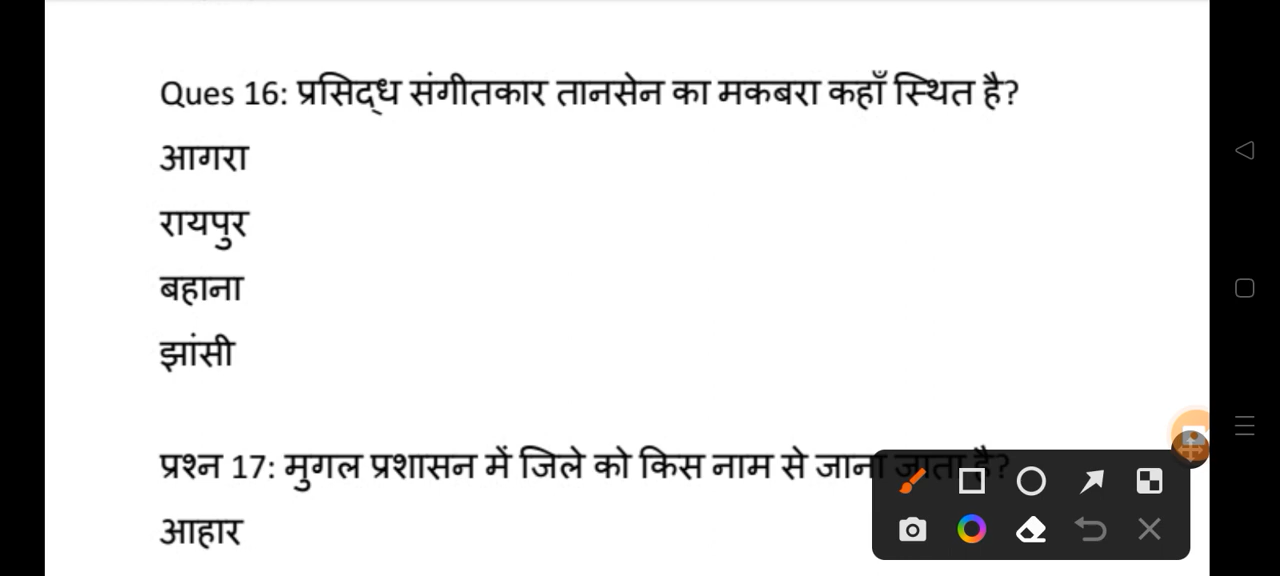 Ques 16: प्रसिद्ध संगीतकार तानसेन का मकबरा कहाँ स्थित है?
आगरा
रायपुर
बहाना
झांसी
प्रश्न 17: मुगल प्रशासन में जिले को किस नाम से जाना जाता है?
आहार